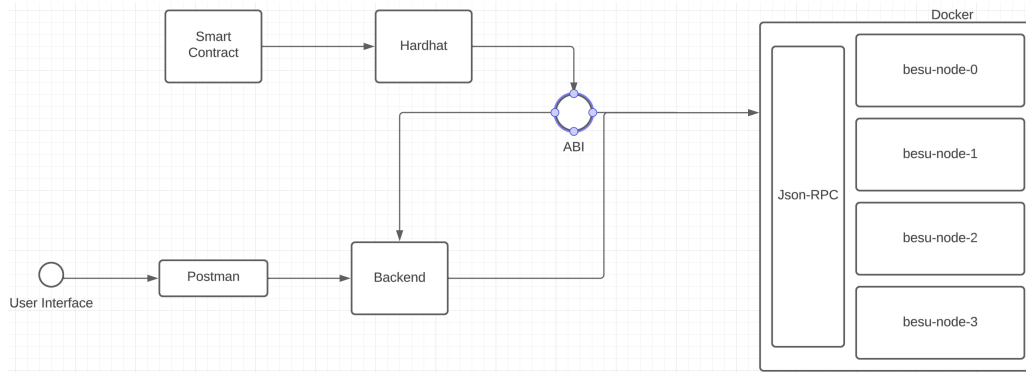 Docker
Smart
Contract
Hardhat
besu-node-0
ABI
besu-node-1
Json-RPC
besu-node-2
Postman
Backend
User Interface
besu-node-3